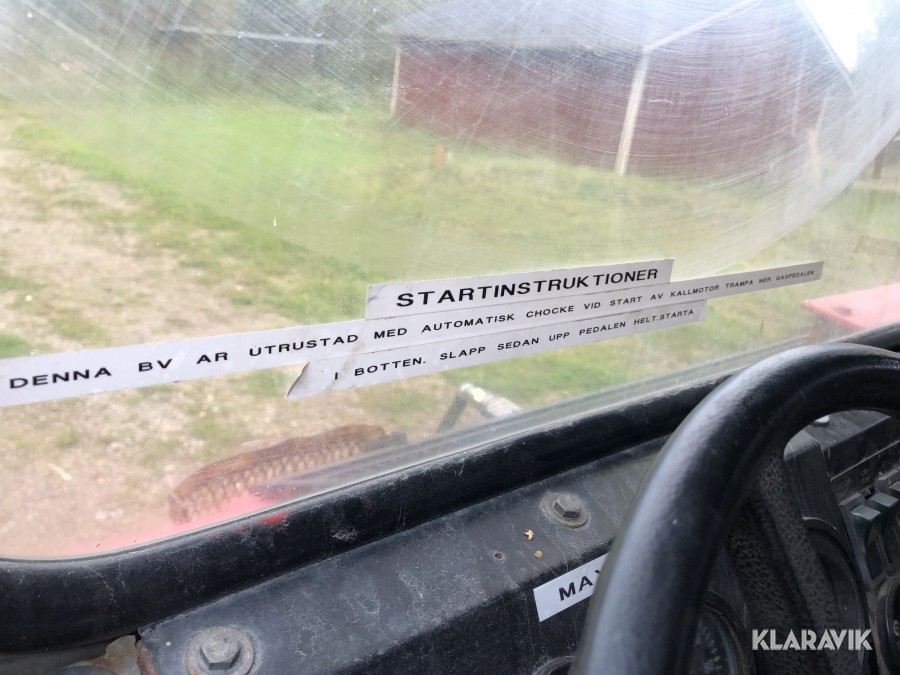 STARTINSTRUKTIONER
DENNA BV AR UTRUSTAD MED AUTOMATISK CHOCKE VID START AV KALLMOTOR TRAMPA NER GASPEDALEN
I BOTTEN. SLAPP SEDAN UPP PEDALEN HELT.STARTA
MAX
KLARAVIK